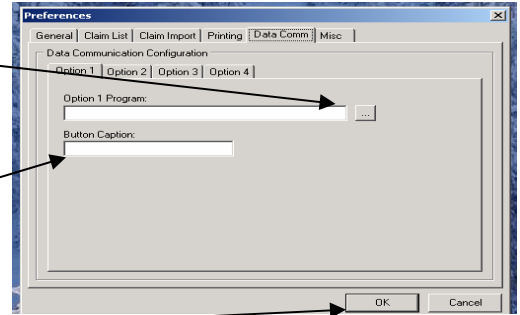 Preferences
General Claim List Claim Import Printing Data Comm Misc
Data Communication Configuration
Option 1 Option 2 Option 3 Option 4
Option 1 Program:
...
Button Caption:
OK Cancel